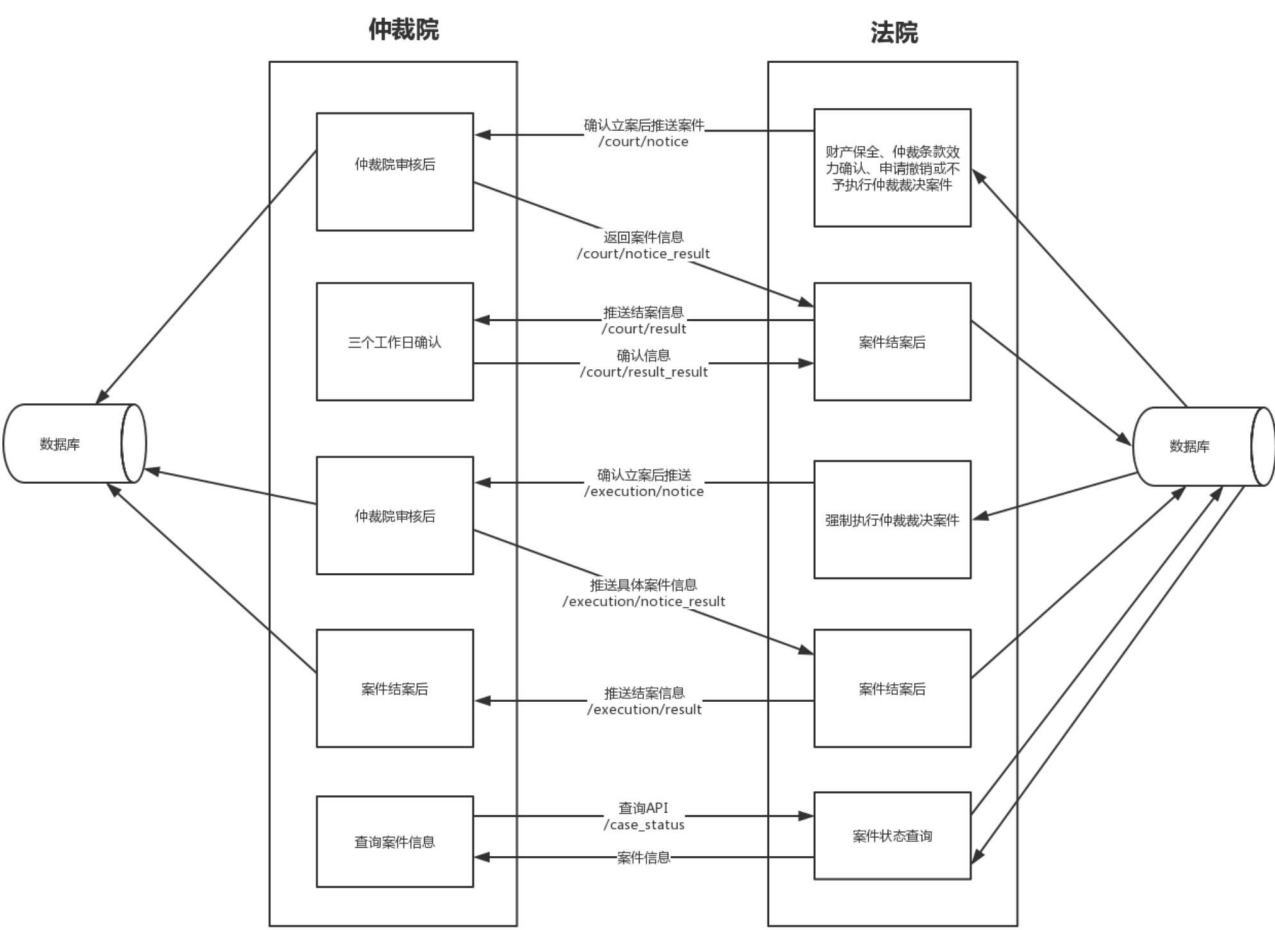 仲裁院
法院
确认立案后推送案件
/court/notice
仲裁院审核后
财产保全、仲裁条款效
力确认、申请撤销或不
予执行仲裁裁决案件
返回案件信息
/court/notice_result
推送结案信息
/court/result
三个工作日确认
案件结案后
确认信息
/court/result_result
数据库
数据库
确认立案后推送
/execution/notice
仲裁院审核后
强制执行仲裁裁决案件
推送具体案件信息
/execution/notice_result
案件结案后
案件结案后
推送结案信息
/execution/result
查询API
/case_status
查询案件信息
案件状态查询
案件信息